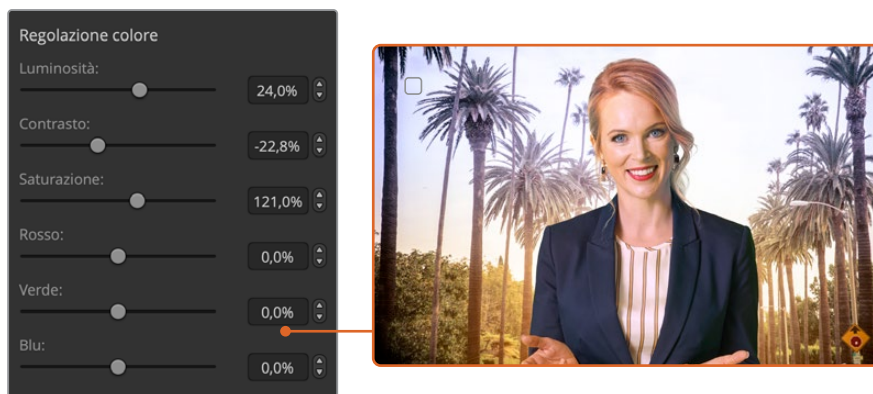 Regolazione colore
Luminosità:
24,0%
Contrasto:
-22,8%
Saturazione:
121,0%
Rosso:
0,0%
Verde:
0,0%
Blu:
0,0%